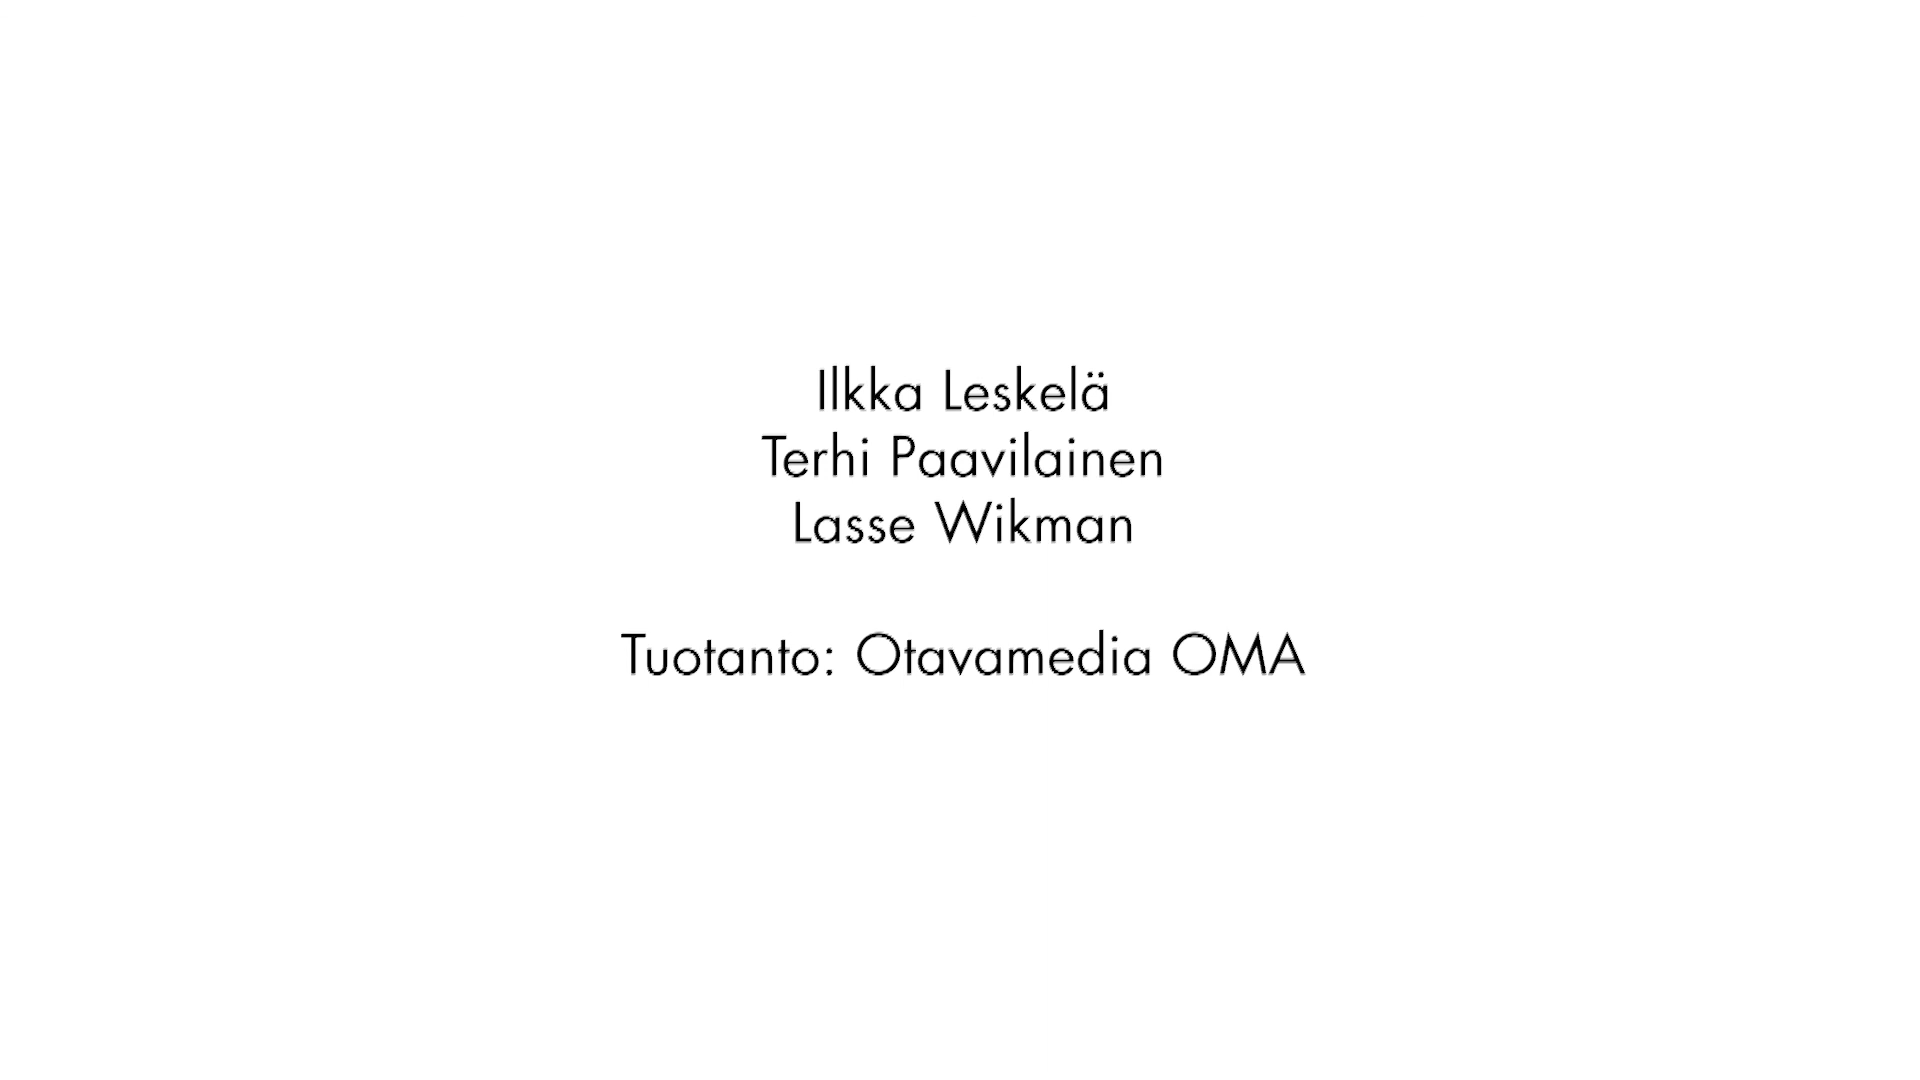 Ilkka Leskelä
Terhi Paavilainen
Lasse Wikman
Tuotanto: Otavamedia OMA